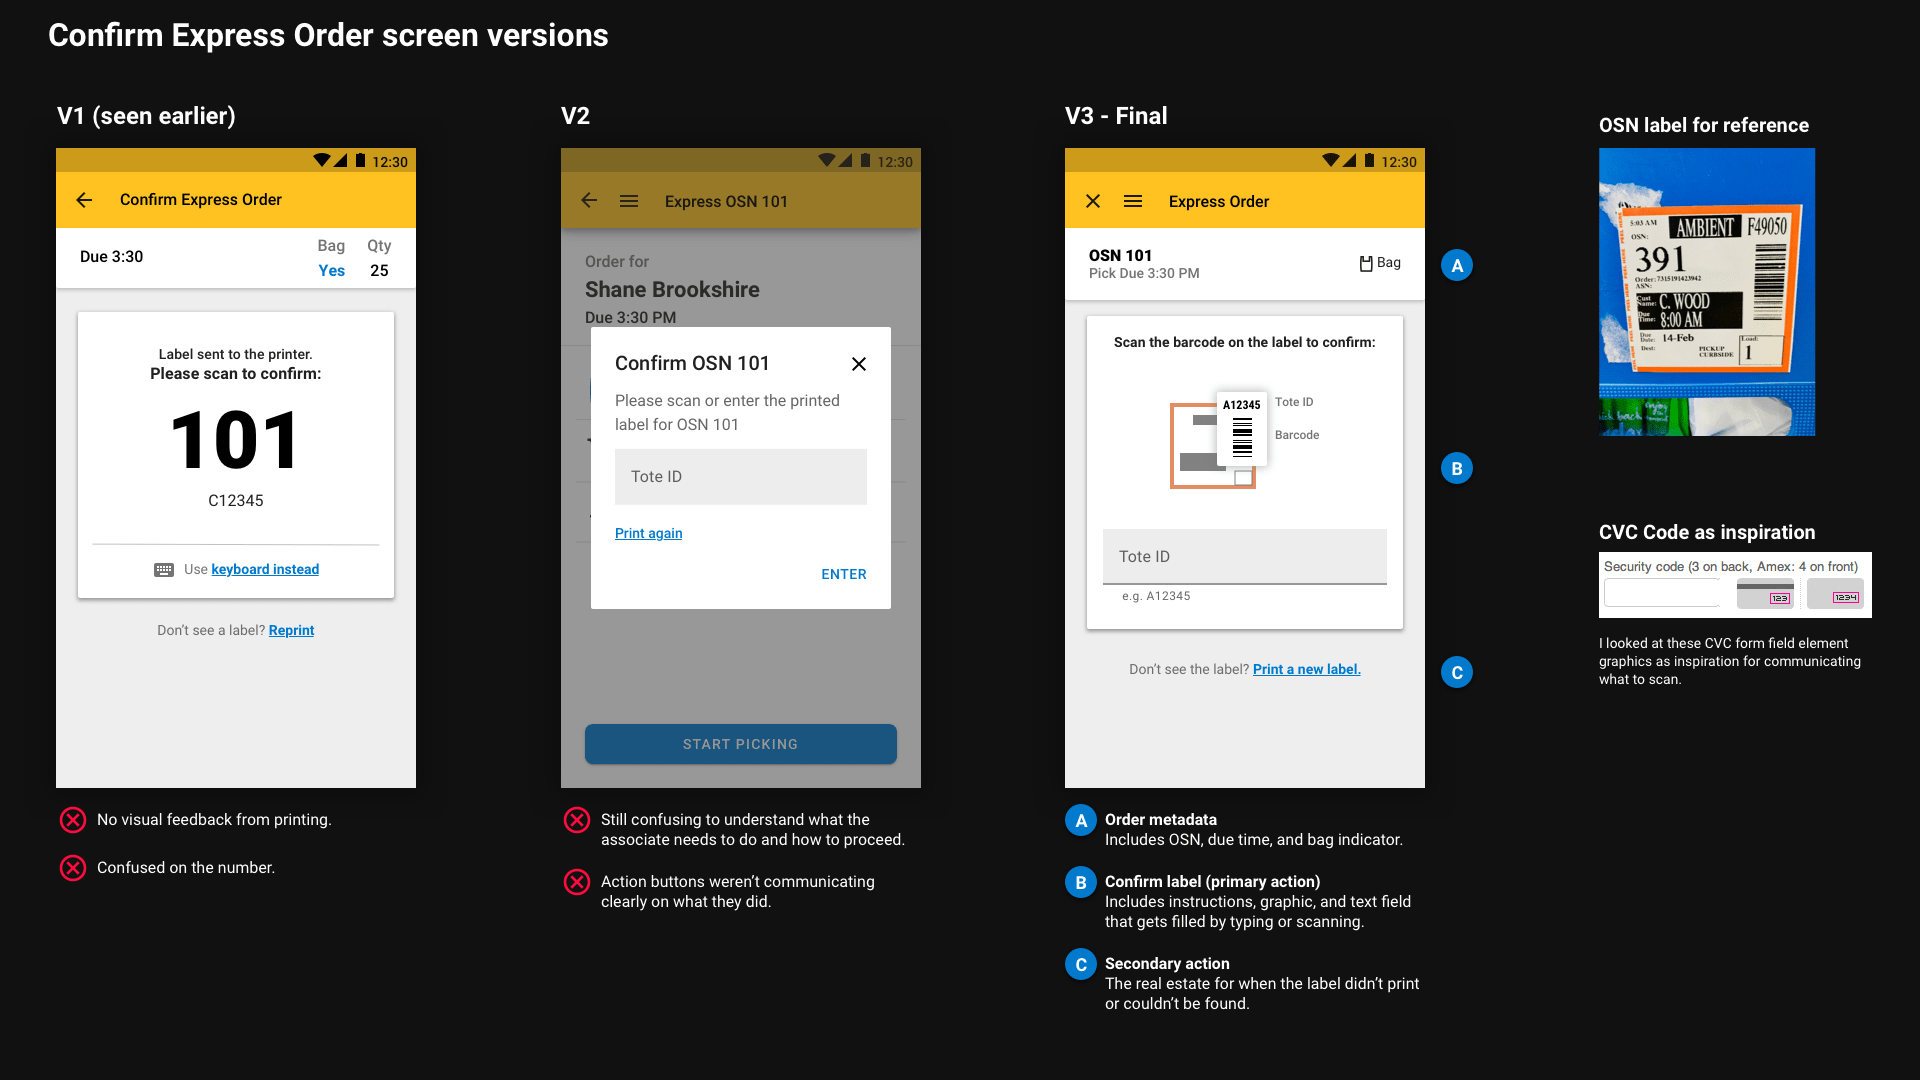 Confirm Express Order screen versions
V1 (seen earlier)
12:30
Confirm Express Order
Due 3:30
Bag
Qty
Yes
25
Label sent to the printer.
Please scan to confirm:
101
C12345
Use keyboard instead
Don't see a label? Reprint
No visual feedback from printing.
Confused on the number.
V2
12:30
Express OSN 101
Order for
Shane Brookshire
Due 3:30 PM
Confirm OSN 101
Please scan or enter the printed
label for OSN 101
Tote ID
Print again
ENTER
START PICKING
Still confusing to understand what the
associate needs to do and how to proceed.
Action buttons weren't communicating
clearly on what they did.
V3 - Final
12:30
Express Order
OSN 101
Pick Due 3:30 PM
Bag
A
Scan the barcode on the label to confirm:
A12345
Tote ID
Barcode
B
Tote ID
e.g. A12345
Don't see the label? Print a new label.
C
A
Order metadata
Includes OSN, due time, and bag indicator.
B
Confirm label (primary action)
Includes instructions, graphic, and text field
that gets filled by typing or scanning.
C
Secondary action
The real estate for when the label didn't print
or couldn't be found.
OSN label for reference
5:03 AM
AMBIENT
F49050
OSN:
391
Order:7315191423942
ASN:
Cust
Name:
C. WOOD
Due
Time:
8:00 AM
Due
Date:
14-Feb
Dest:
PICKUP
CURBSIDE
Load:
1
CVC Code as inspiration
Security code (3 on back, Amex: 4 on front)
123
1234
I looked at these CVC form field element
graphics as inspiration for communicating
what to scan.